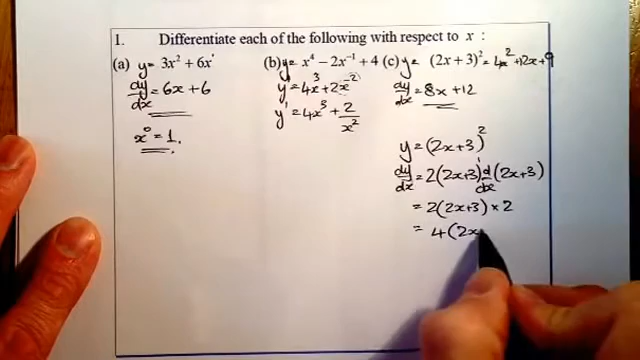 1. Differentiate each of the following with respect to x :
(a) y = 3x² + 6x¹ (b) y = x⁴ − 2x⁻¹ + 4 (c) y = (2x + 3)² = 4x² + 12x + 9
dy/dx = 6x + 6
x⁰ = 1.
y' = 4x³ + 2x⁻²
y' = 4x³ + 2/x²
dy/dx = 8x + 12
y = (2x + 3)²
dy/dx = 2(2x+3)¹ d/dx (2x+3)
= 2(2x+3) × 2
= 4(2x